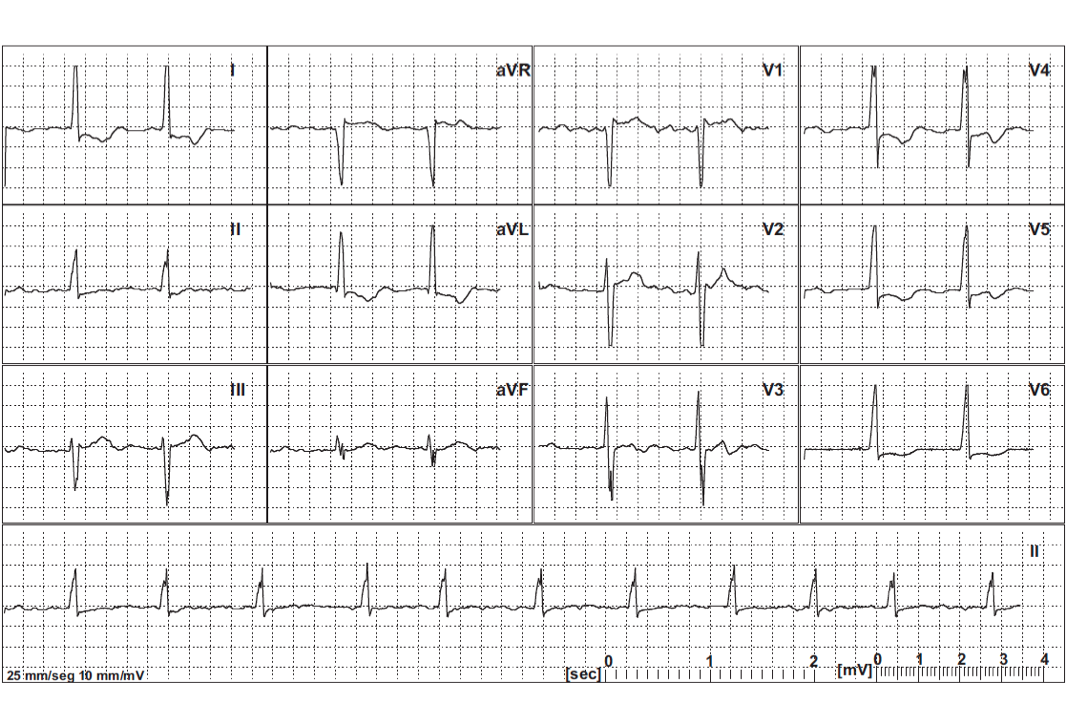 I aVR V1 V4
II aVL V2 V5
III aVF V3 V6
II
0 1 2 0 1 2 3 4
25 mm/seg 10 mm/mV [sec] [mV]